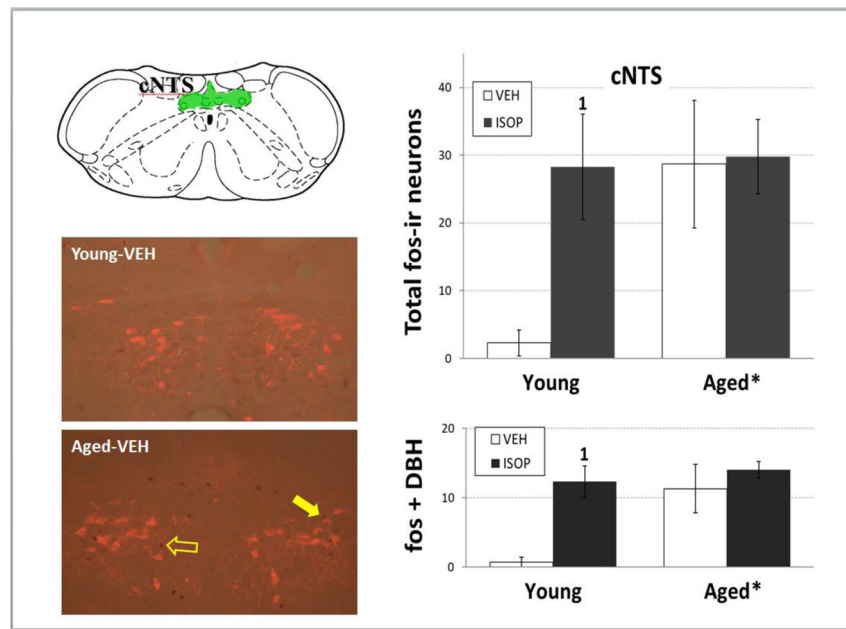 cNTS
Young-VEH
Aged-VEH
cNTS
VEH
ISOP
1
40
30
20
10
0
Total fos-ir neurons
Young
Aged*
VEH
ISOP
1
20
10
0
fos + DBH
Young
Aged*